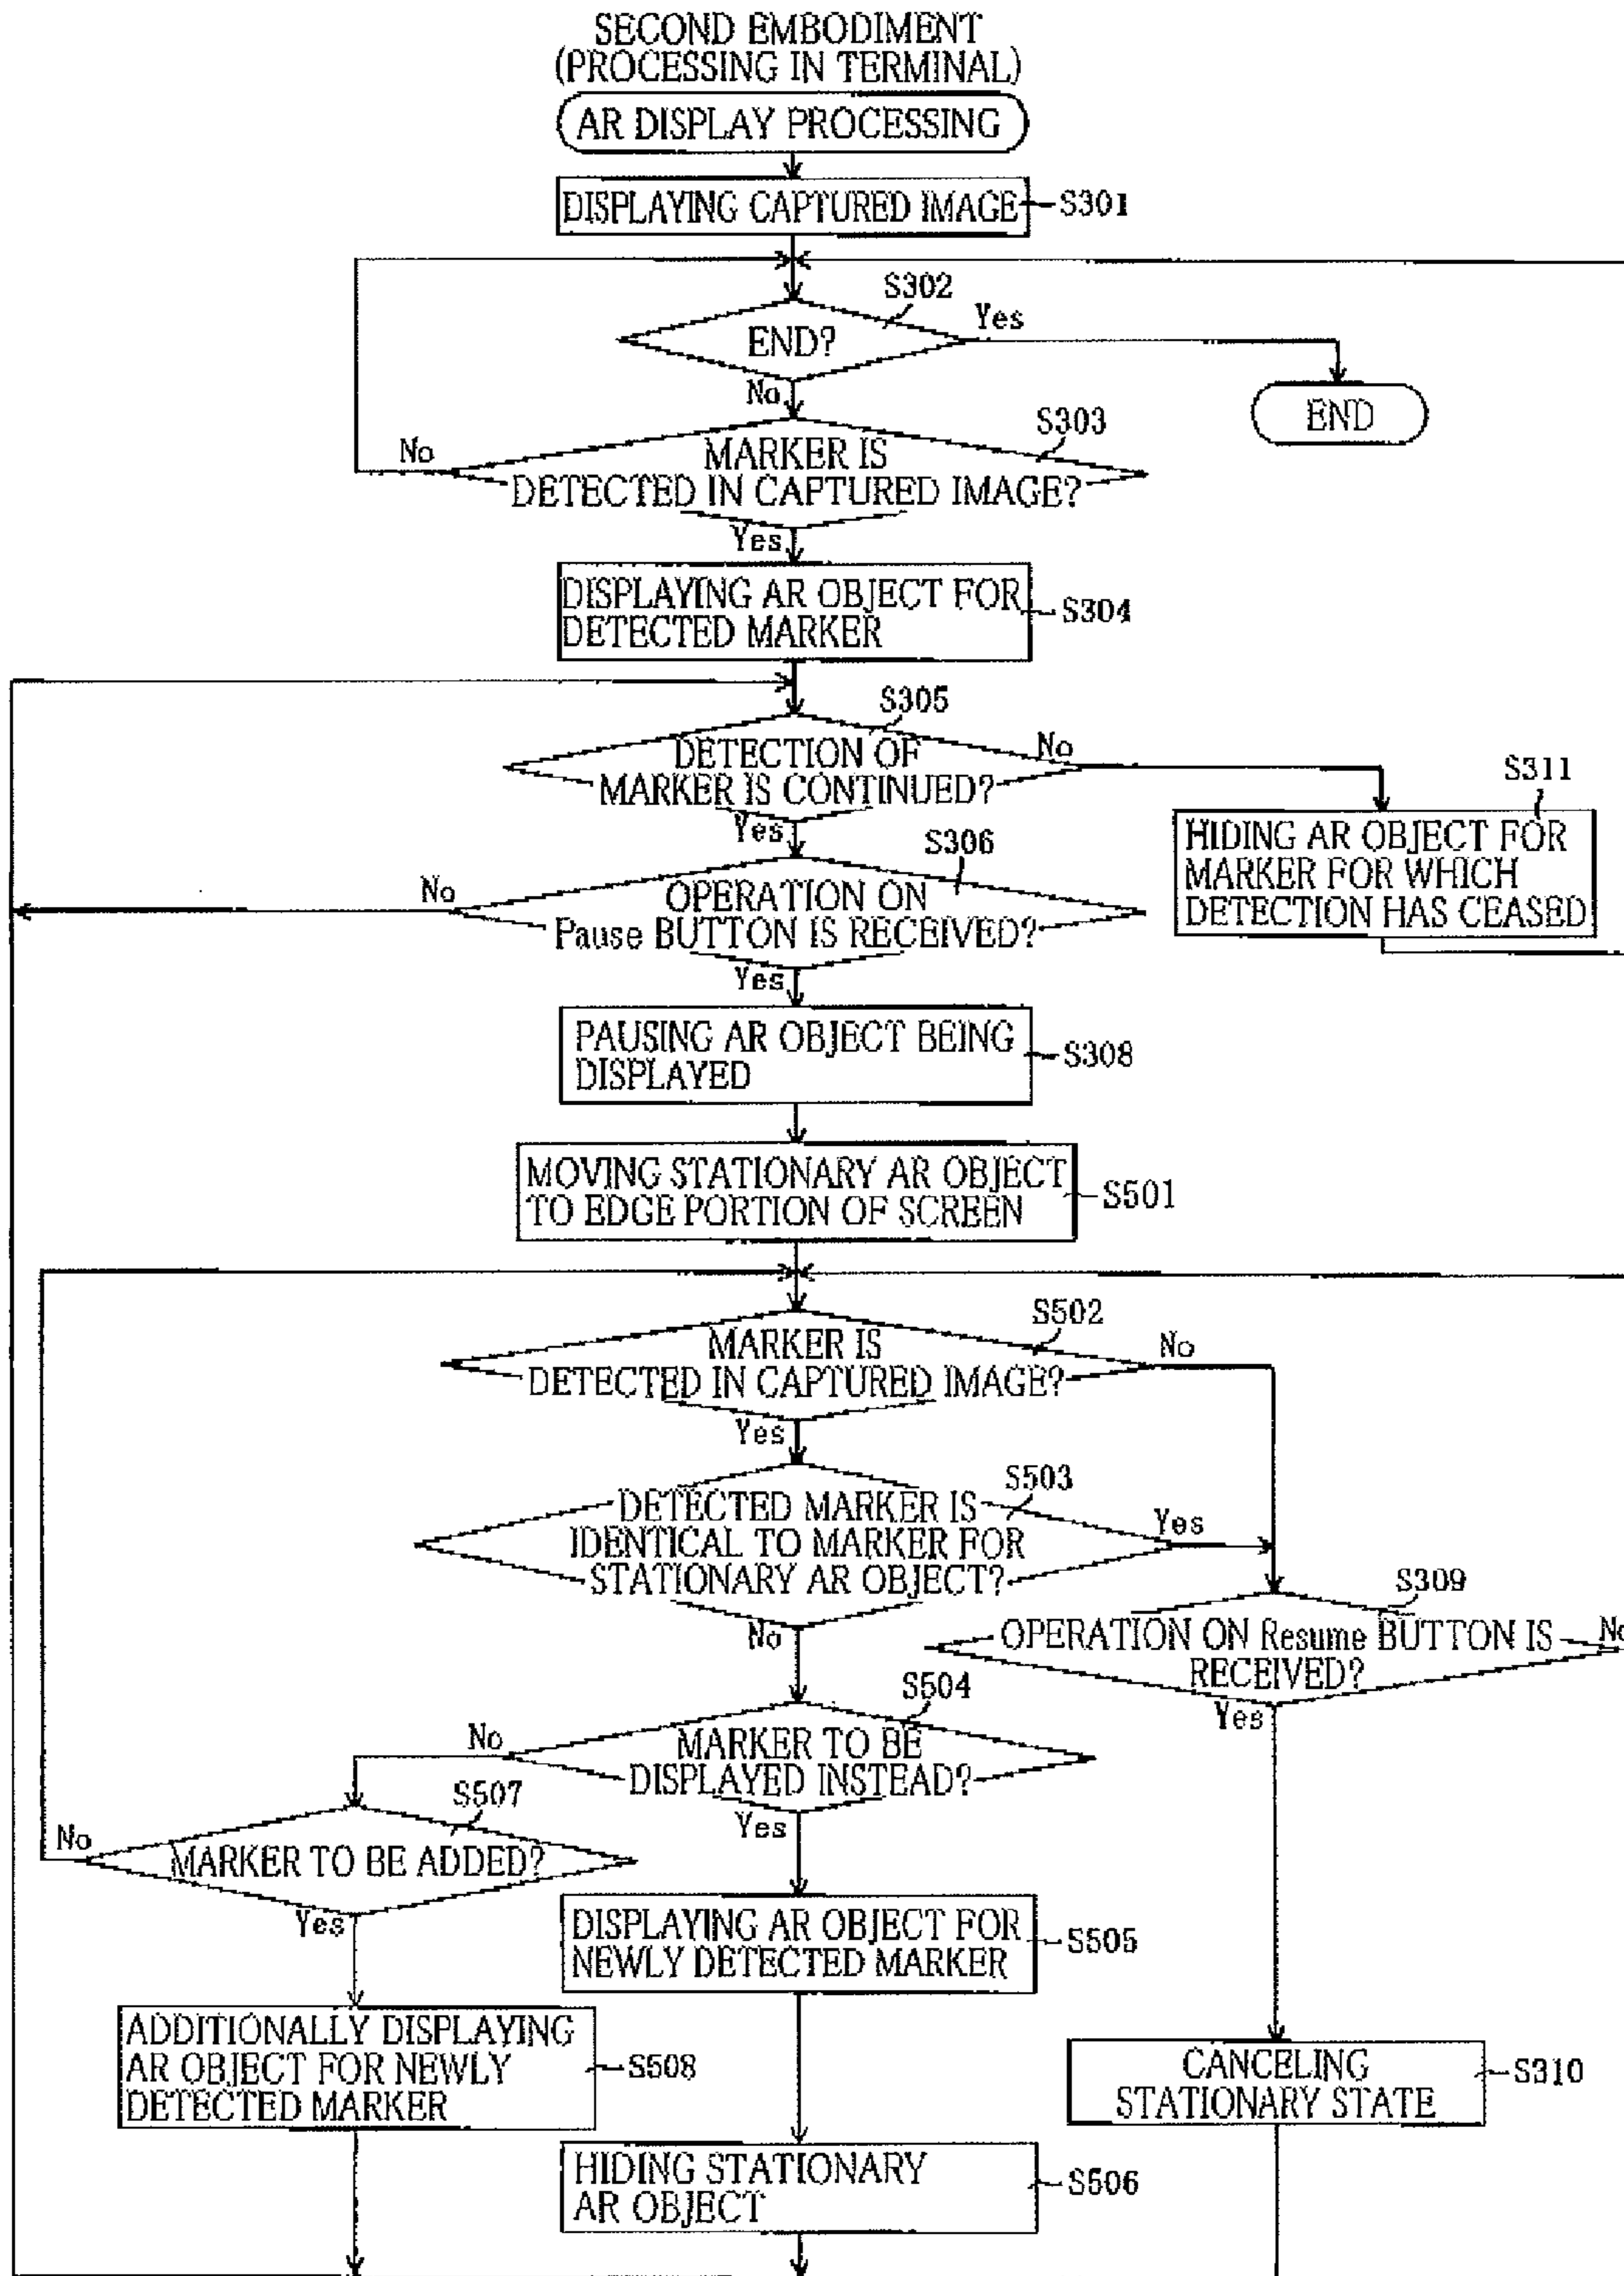 SECOND EMBODIMENT
(PROCESSING IN TERMINAL)
AR DISPLAY PROCESSING
DISPLAYING CAPTURED IMAGE
S301
S302
END?
Yes
No
END
S303
MARKER IS
DETECTED IN CAPTURED IMAGE?
No
Yes
DISPLAYING AR OBJECT FOR
DETECTED MARKER
S304
S305
DETECTION OF
MARKER IS CONTINUED?
No
Yes
S311
HIDING AR OBJECT FOR
MARKER FOR WHICH
DETECTION HAS CEASED
S306
OPERATION ON
Pause BUTTON IS RECEIVED?
No
Yes
PAUSING AR OBJECT BEING
DISPLAYED
S308
MOVING STATIONARY AR OBJECT
TO EDGE PORTION OF SCREEN
S501
S502
MARKER IS
DETECTED IN CAPTURED IMAGE?
No
Yes
S503
DETECTED MARKER IS
IDENTICAL TO MARKER FOR
STATIONARY AR OBJECT?
Yes
No
S309
OPERATION ON Resume BUTTON IS
RECEIVED?
No
Yes
S504
MARKER TO BE
DISPLAYED INSTEAD?
No
Yes
S507
MARKER TO BE ADDED?
No
Yes
DISPLAYING AR OBJECT FOR
NEWLY DETECTED MARKER
S505
ADDITIONALLY DISPLAYING
AR OBJECT FOR NEWLY
DETECTED MARKER
S508
CANCELING
STATIONARY STATE
S310
HIDING STATIONARY
AR OBJECT
S506